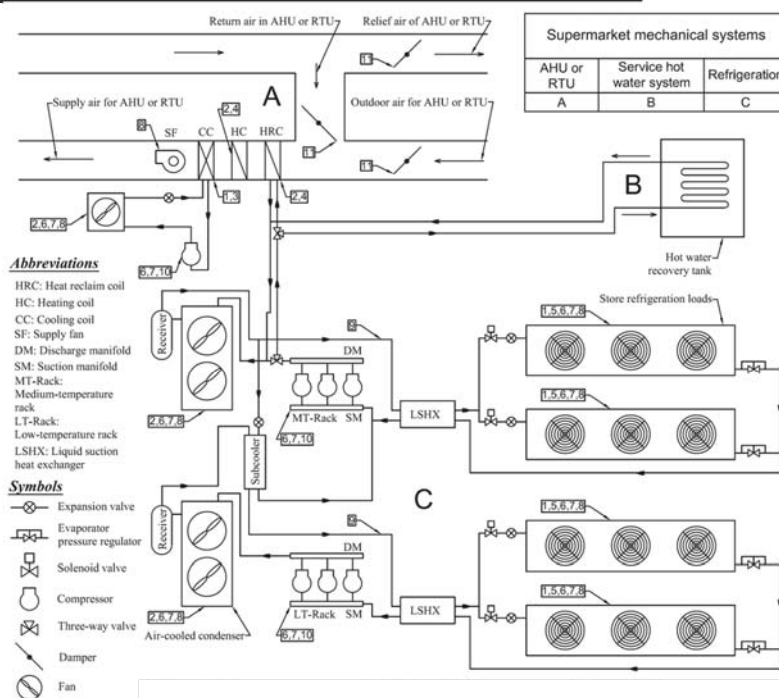 Return air in AHU or RTU
Relief air of AHU or RTU
Supermarket mechanical systems
AHU or RTU
Service hot water system
Refrigeration
A
B
C
11
A
Supply air for AHU or RTU
Outdoor air for AHU or RTU
SF
CC
HC
HRC
2,4
11
11
1,3
2,4
B
2,6,7,8
6,7,10
Hot water
recovery tank
Abbreviations
HRC: Heat reclaim coil
HC: Heating coil
CC: Cooling coil
SF: Supply fan
DM: Discharge manifold
SM: Suction manifold
MT-Rack:
Medium-temperature
rack
LT-Rack:
Low-temperature rack
LSHX: Liquid suction
heat exchanger
Receiver
2,6,7,8
DM
MT-Rack
SM
6,7,10
LSHX
Store refrigeration loads
1,5,6,7,8
1,5,6,7,8
Subcooler
C
Symbols
Expansion valve
Evaporator
pressure regulator
Solenoid valve
Compressor
Three-way valve
Damper
Fan
Receiver
2,6,7,8
Air-cooled condenser
DM
LT-Rack
SM
6,7,10
LSHX
1,5,6,7,8
1,5,6,7,8